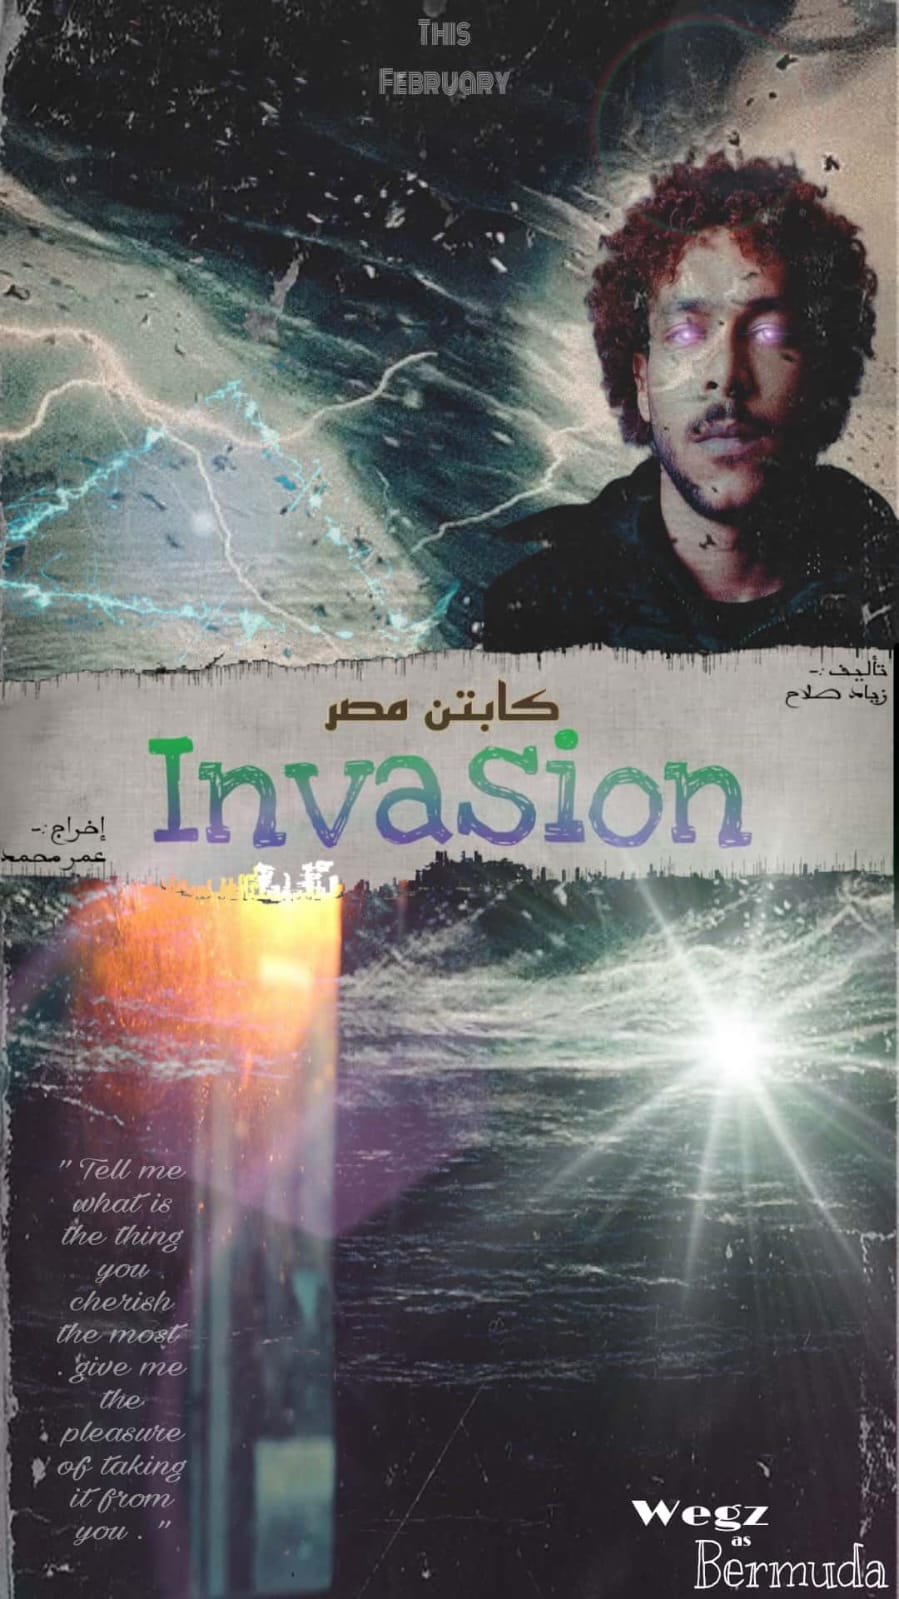 This
February
تأليف :-
زياد صلاح
كابتن مصر
Invasion
إخراج :-
عمر محمد
" Tell me
what is
the thing
you
cherish
the most
. give me
the
pleasure
of taking
it from
you . "
Wegz
as
Bermuda